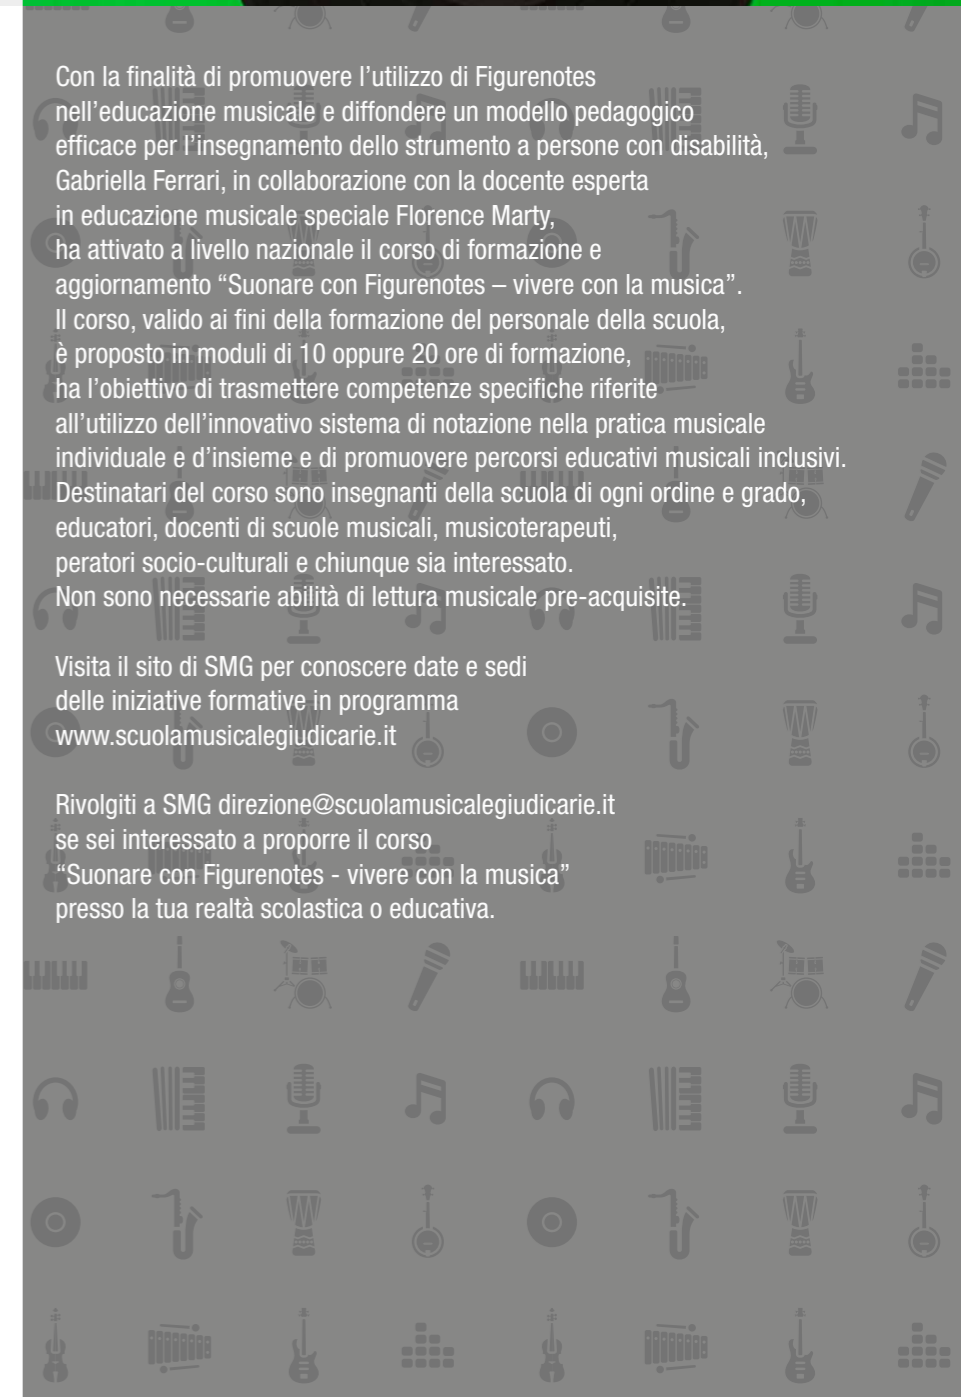 Con la finalità di promuovere l’utilizzo di Figurenotes
nell’educazione musicale e diffondere un modello pedagogico
efficace per l’insegnamento dello strumento a persone con disabilità,
Gabriella Ferrari, in collaborazione con la docente esperta
in educazione musicale speciale Florence Marty,
ha attivato a livello nazionale il corso di formazione e
aggiornamento “Suonare con Figurenotes – vivere con la musica”.
Il corso, valido ai fini della formazione del personale della scuola,
è proposto in moduli di 10 oppure 20 ore di formazione,
ha l’obiettivo di trasmettere competenze specifiche riferite
all’utilizzo dell’innovativo sistema di notazione nella pratica musicale
individuale e d’insieme e di promuovere percorsi educativi musicali inclusivi.
Destinatari del corso sono insegnanti della scuola di ogni ordine e grado,
educatori, docenti di scuole musicali, musicoterapeuti,
peratori socio-culturali e chiunque sia interessato.
Non sono necessarie abilità di lettura musicale pre-acquisite.
Visita il sito di SMG per conoscere date e sedi
delle iniziative formative in programma
www.scuolamusicalegiudicarie.it
Rivolgiti a SMG direzione@scuolamusicalegiudicarie.it
se sei interessato a proporre il corso
“Suonare con Figurenotes - vivere con la musica”
presso la tua realtà scolastica o educativa.